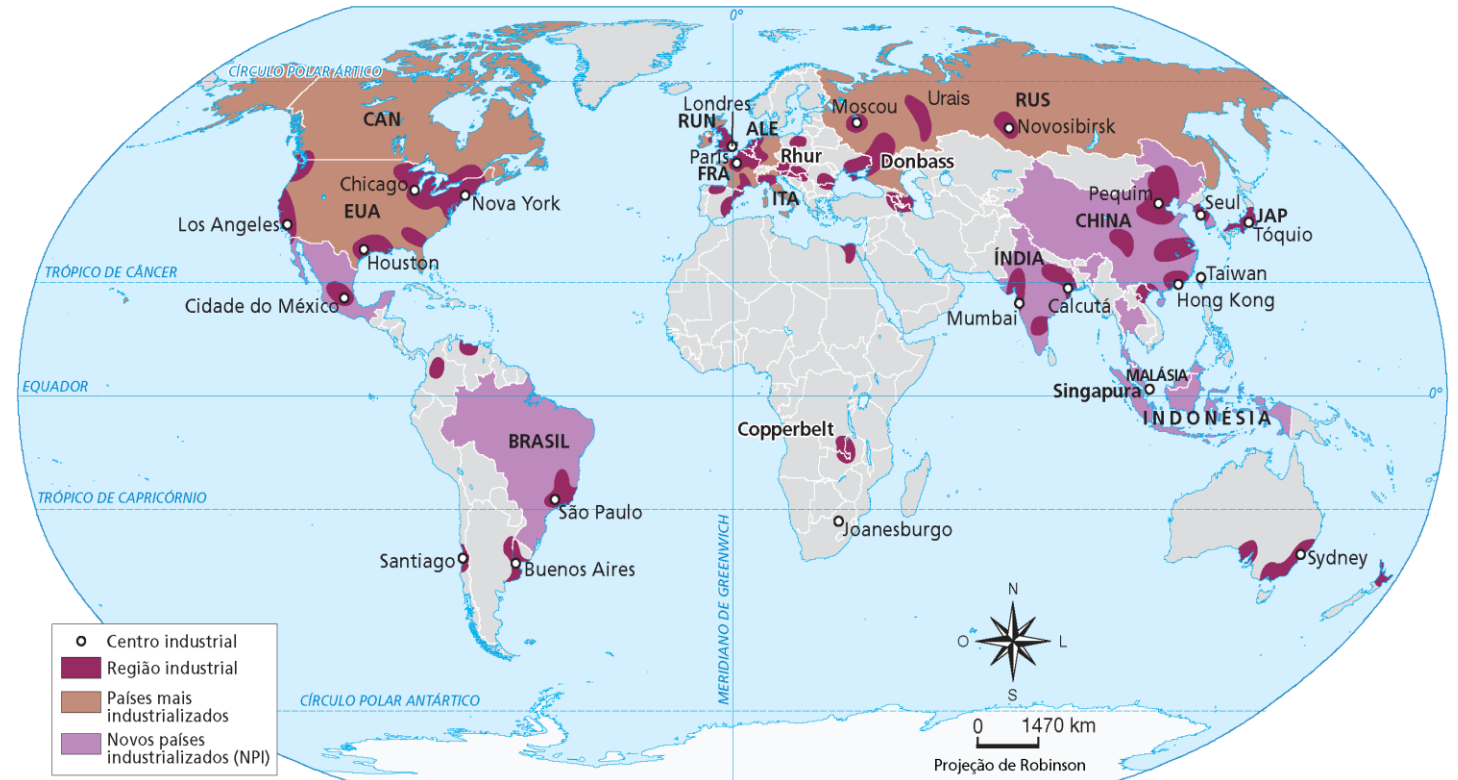 0°
CÍRCULO POLAR ÁRTICO
CAN
Chicago
Nova York
EUA
Los Angeles
Houston
TRÓPICO DE CÂNCER
Cidade do México
Londres
RUN
ALE
Paris
FRA
Rhur
ITA
Moscou
Urais
RUS
Novosibirsk
Donbass
Pequim
Seul
JAP
CHINA
Tóquio
ÍNDIA
Taiwan
Hong Kong
Mumbai
Calcutá
EQUADOR
0°
MALÁSIA
Singapura
INDONÉSIA
BRASIL
Copperbelt
TRÓPICO DE CAPRICÓRNIO
São Paulo
Joanesburgo
Santiago
Buenos Aires
Sydney
MERIDIANO DE GREENWICH
N
O
L
S
CÍRCULO POLAR ANTÁRTICO
0
1470 km
Projeção de Robinson
Centro industrial
Região industrial
Países mais
industrializados
Novos países
industrializados (NPI)